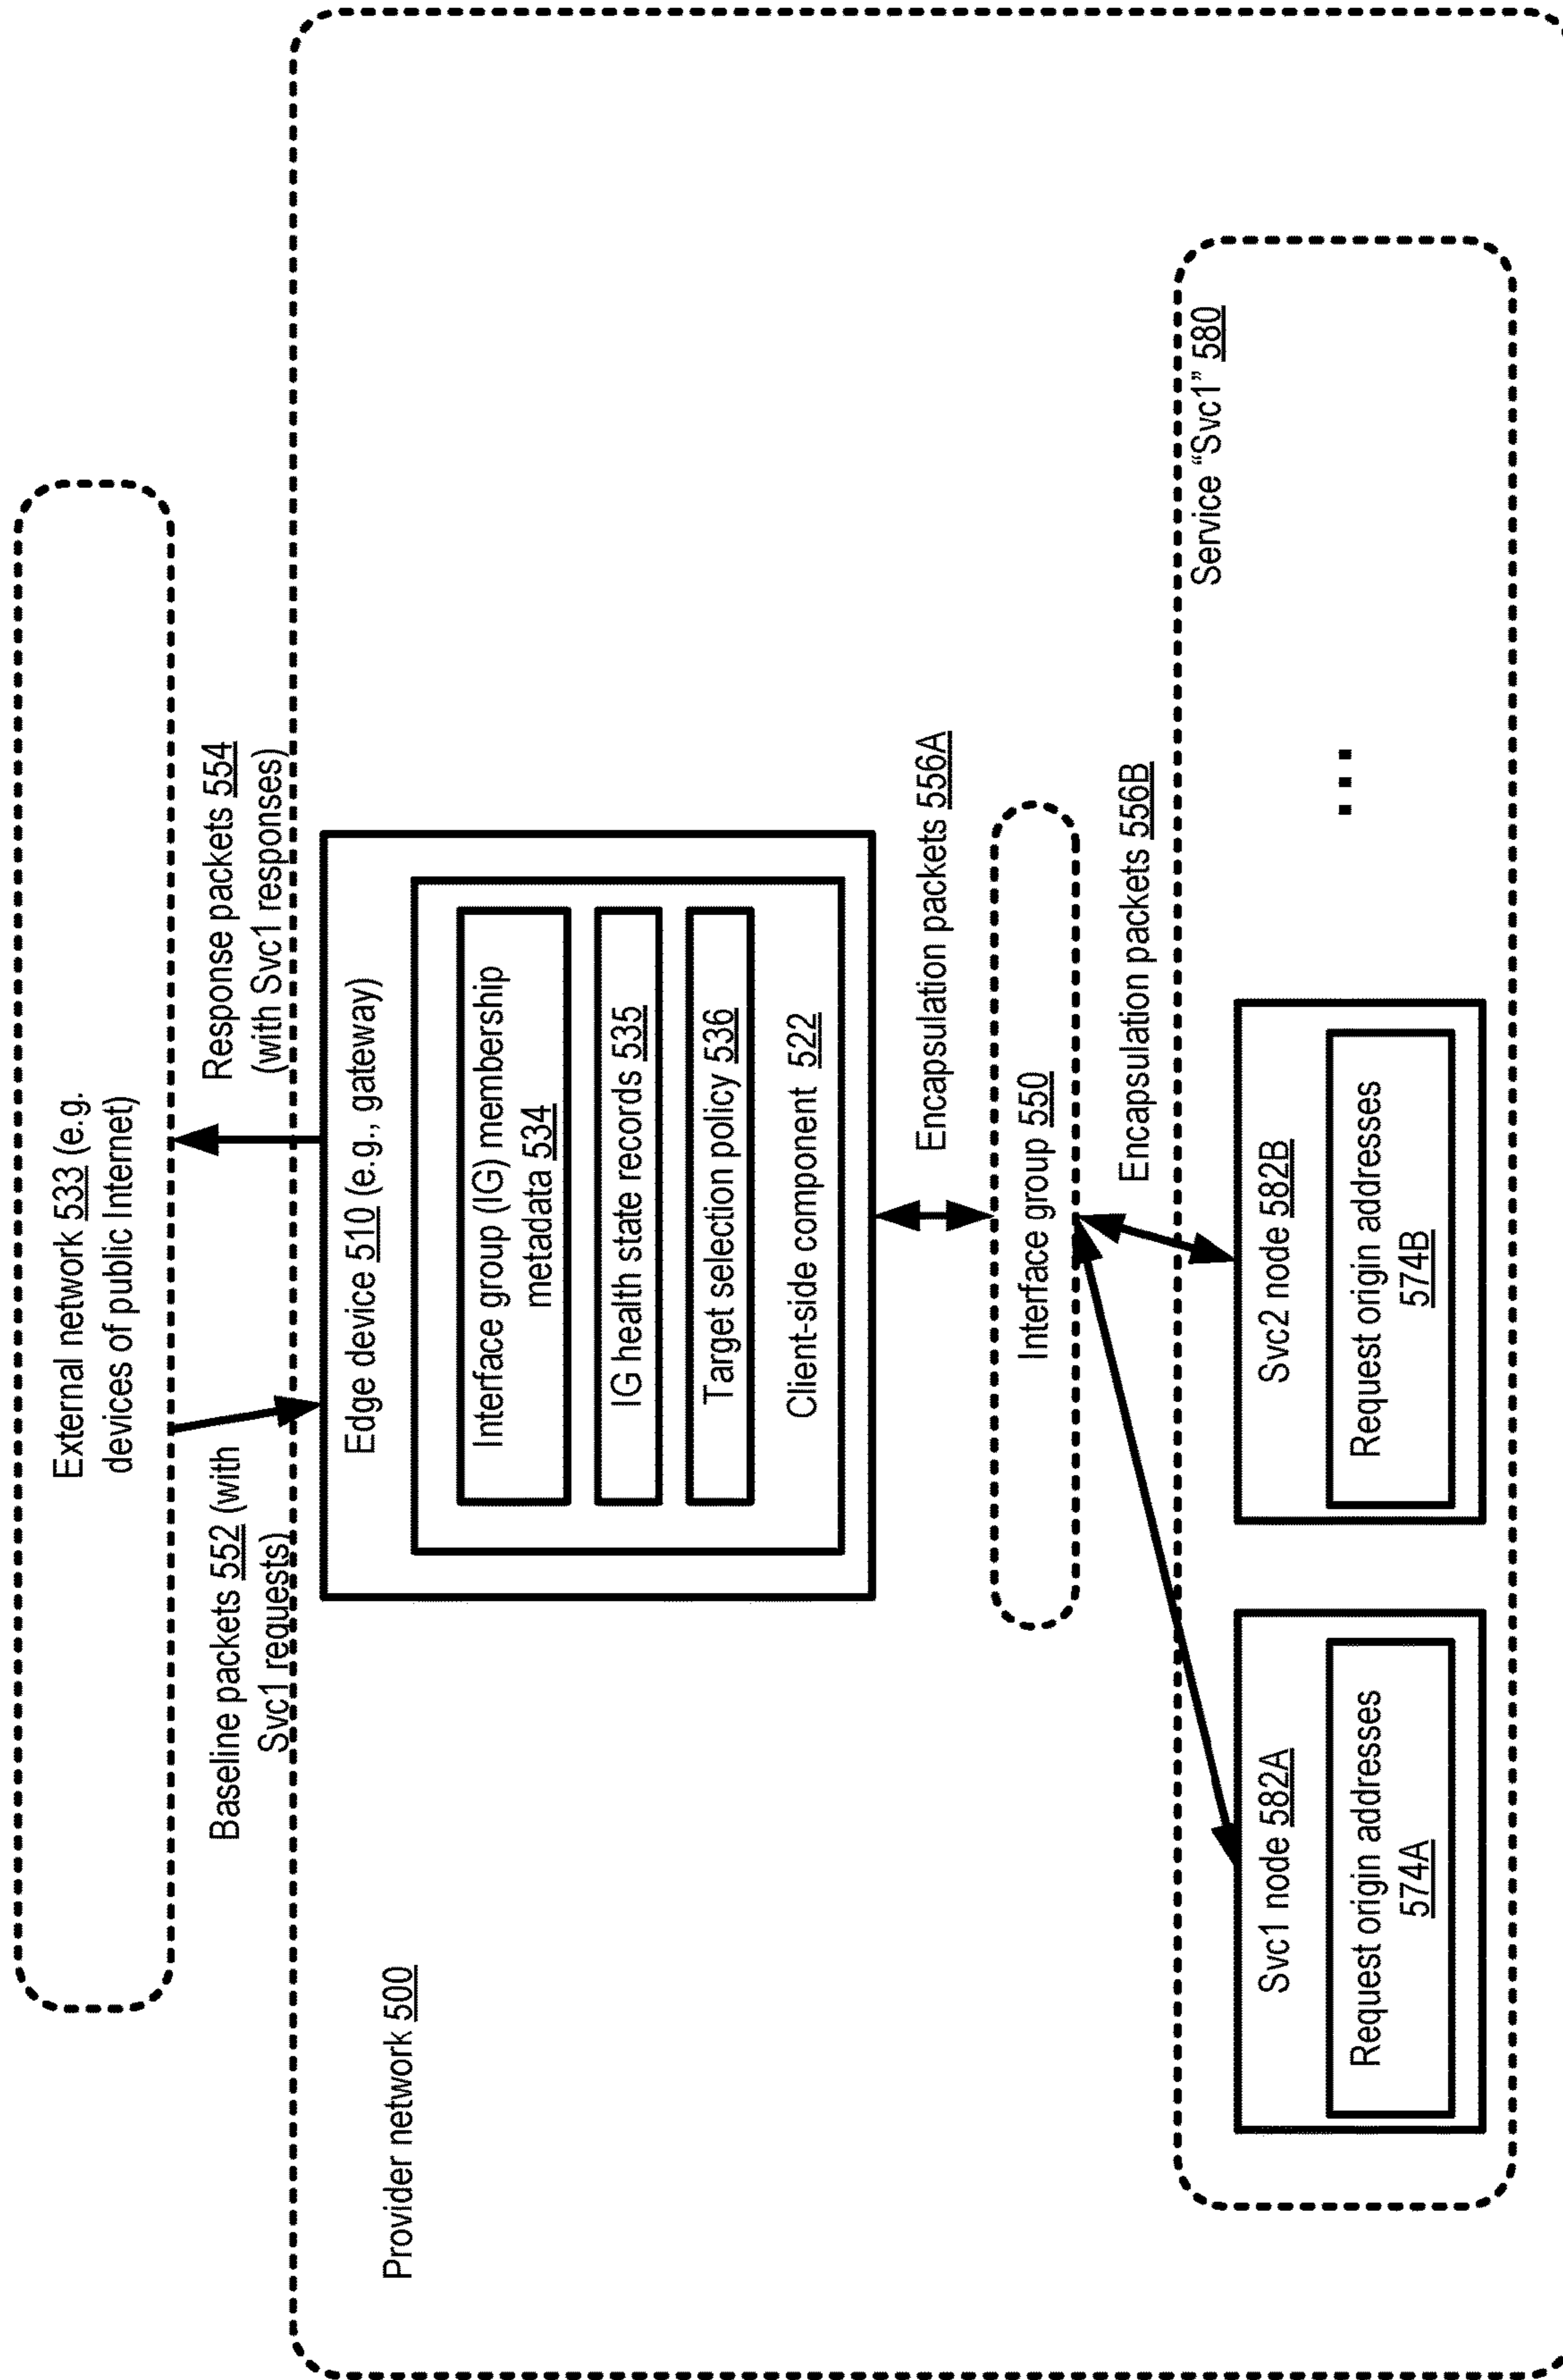 External network 533 (e.g.
devices of public Internet)
Baseline packets 552 (with
Svc1 requests)
Response packets 554
(with Svc1 responses)
Provider network 500
Edge device 510 (e.g., gateway)
Interface group (IG) membership
metadata 534
IG health state records 535
Target selection policy 536
Client-side component 522
Encapsulation packets 556A
Interface group 550
Encapsulation packets 556B
Service “Svc1” 580
Svc1 node 582A
Request origin addresses
574A
Svc2 node 582B
Request origin addresses
574B
...